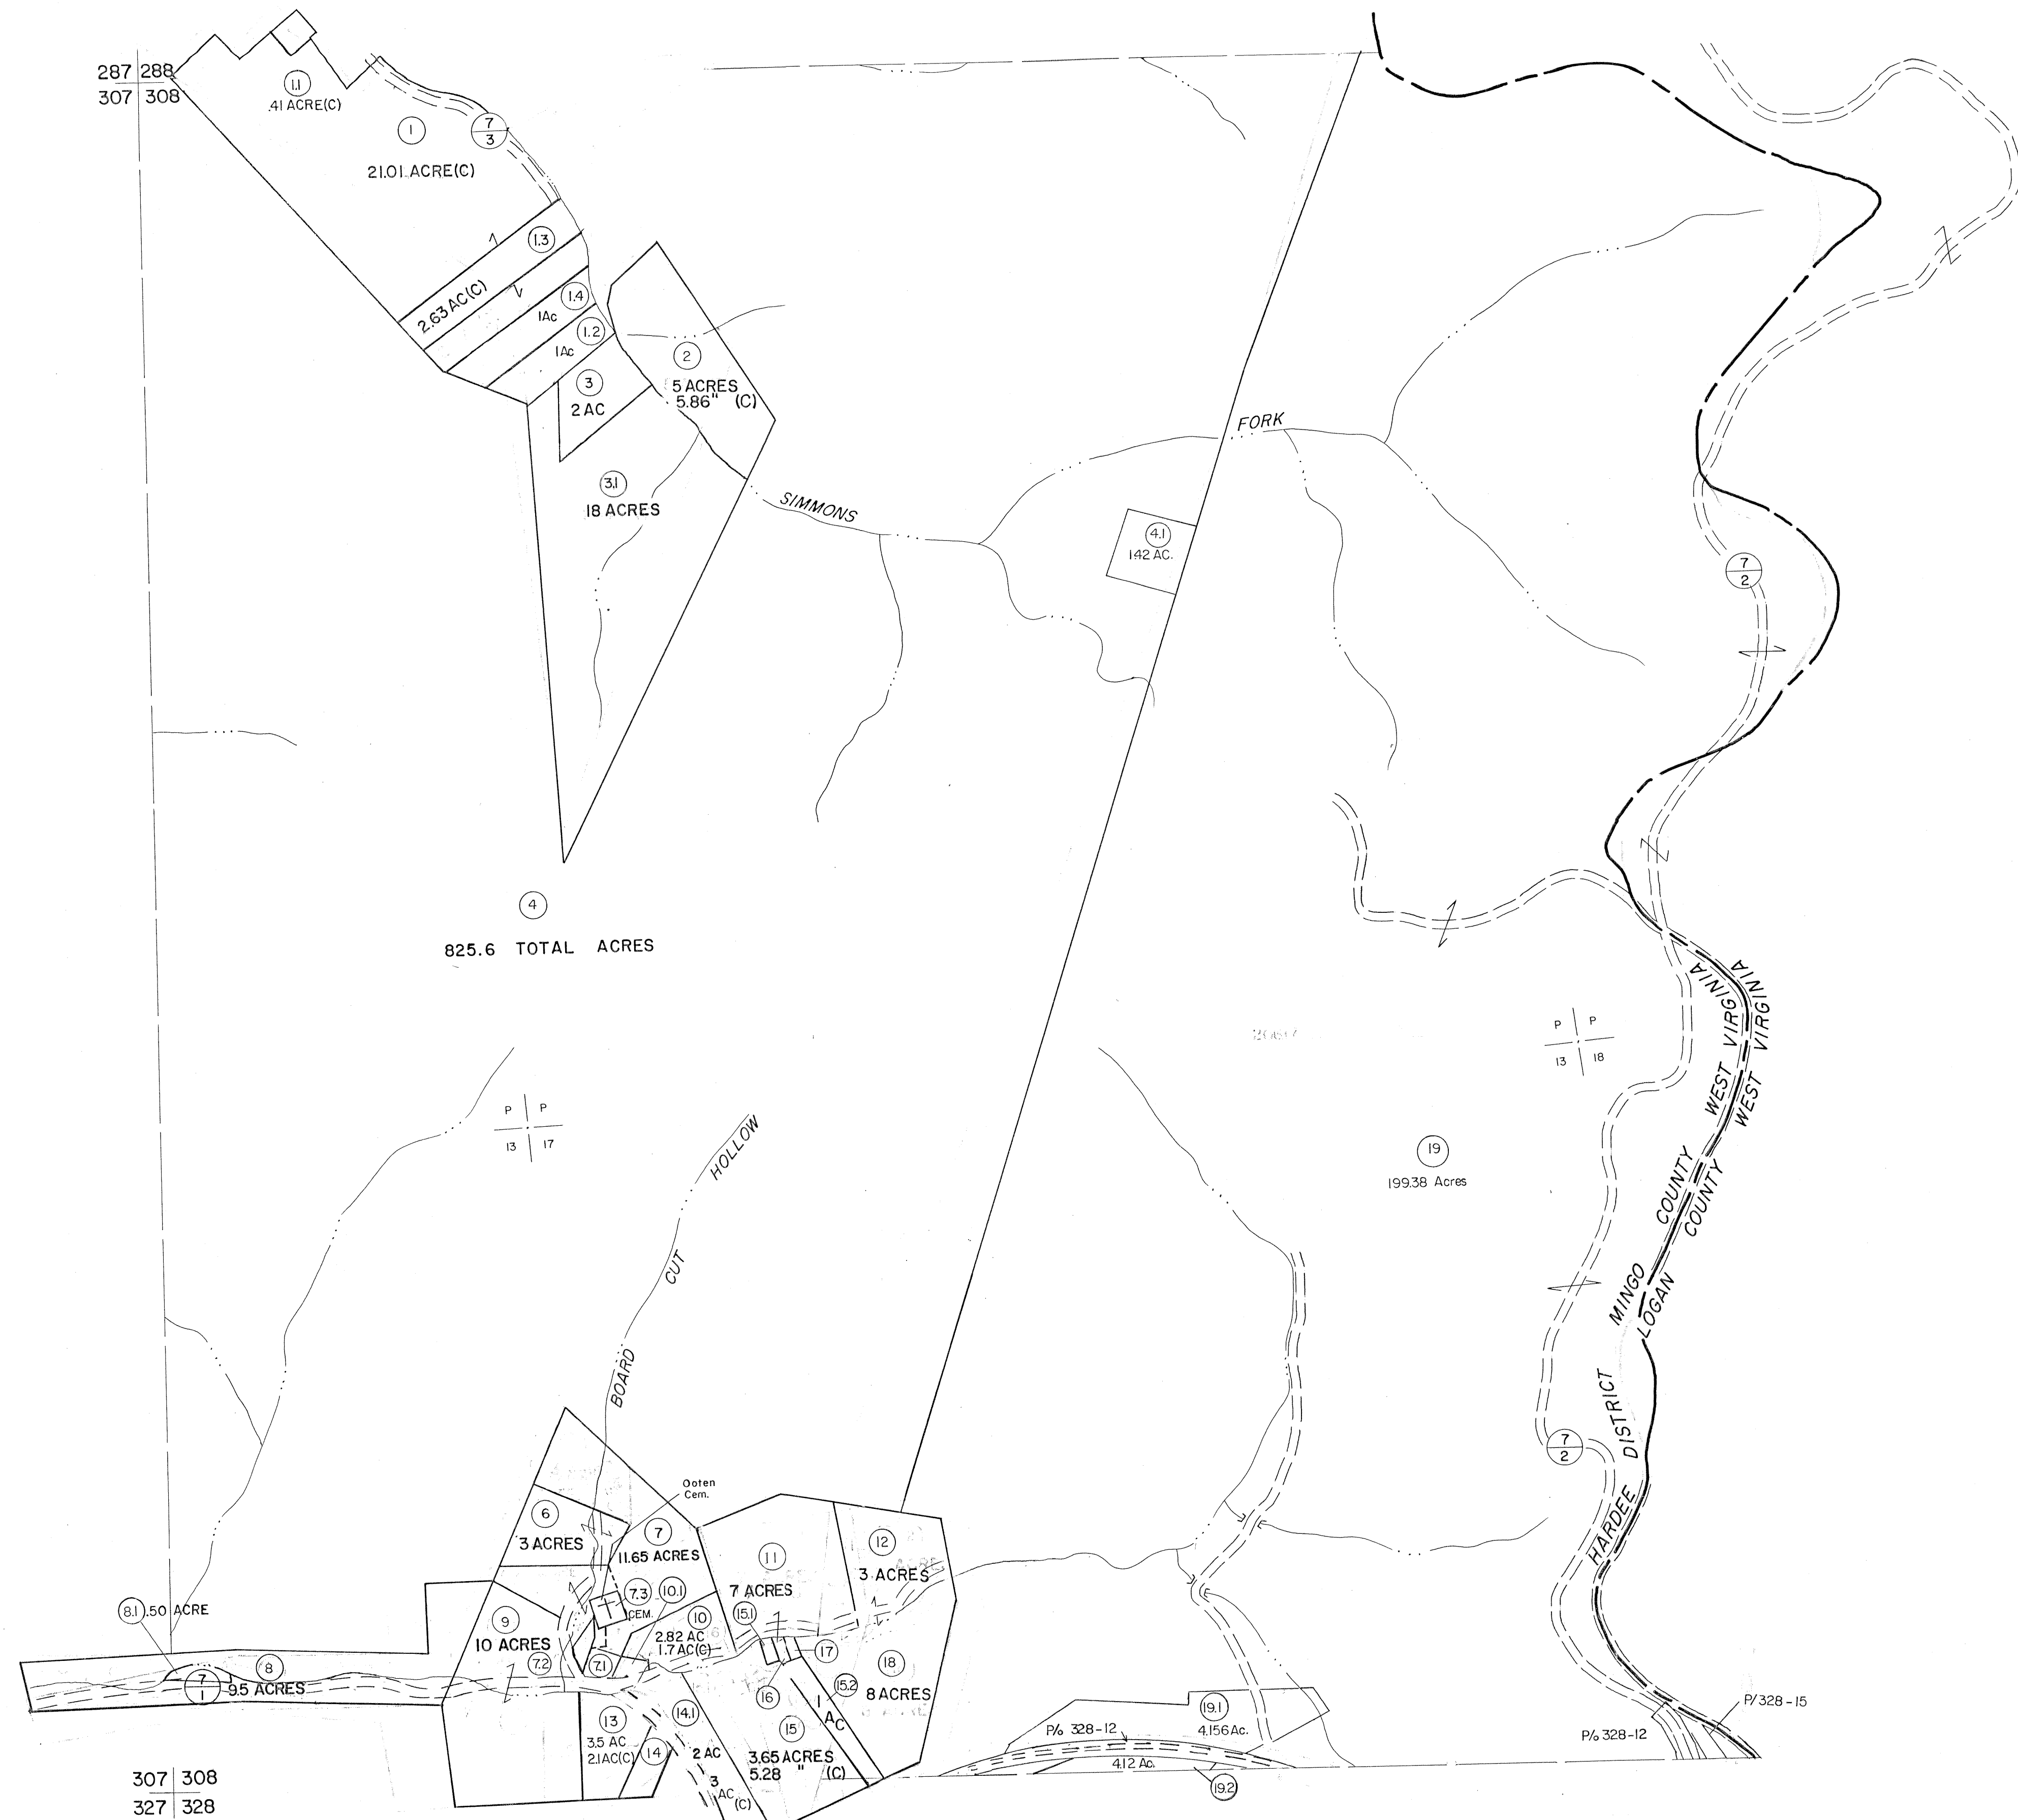 287 288
307 308
1.1
.41 ACRE(C)
1
21.01 ACRE(C)
7
3
1.3
2.63 AC(C)
1.4
1Ac
1.2
1 Ac
2
5 ACRES
5.86" (C)
3
2 AC
3.1
18 ACRES
SIMMONS
FORK
4.1
1.42 AC.
7
2
4
825.6 TOTAL ACRES
WEST VIRGINIA
WEST VIRGINIA
P P
13 18
P P
13 17
BOARD CUT HOLLOW
19
199.38 Acres
MINGO COUNTY
LOGAN COUNTY
HARDEE DISTRICT
7
2
Ooten
Cem.
6
3 ACRES
7
11.65 ACRES
11
7 ACRES
12
3 ACRES
7.3
CEM.
10.1
8.1
.50 ACRE
9
10 ACRES
10
2.82 AC
1.7 AC(C)
15.1
17
7.2
7.1
8
9.5 ACRES
7
1
16
15.2
1
AC
18
8 ACRES
13
3.5 AC
2.1AC(C)
14
14.1
2 AC
3
AC
(C)
15
3.65 ACRES
5.28 " (C)
19.1
4.156 Ac.
P/o 328-12
4.12 Ac.
19.2
P/328-15
P/o 328-12
307 308
327 328